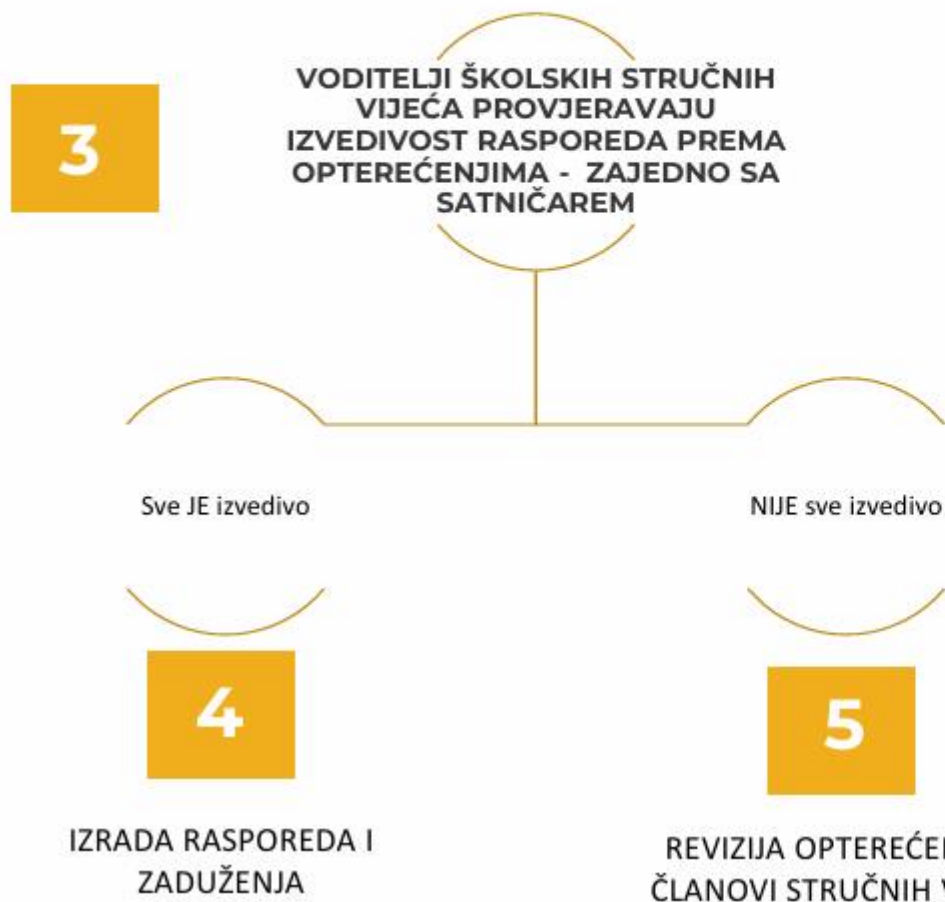 3
VODITELJI ŠKOLSKIH STRUČNIH
VIJEĆA PROVJERAVAJU
IZVEDIVOST RASPOREDA PREMA
OPTEREĆENJIMA - ZAJEDNO SA
SATNIČAREM
Sve JE izvedivo
NIJE sve izvedivo
4
5
IZRADA RASPOREDA I
ZADUŽENJA
REVIZIJA
ČLANOVI STRUČNIH